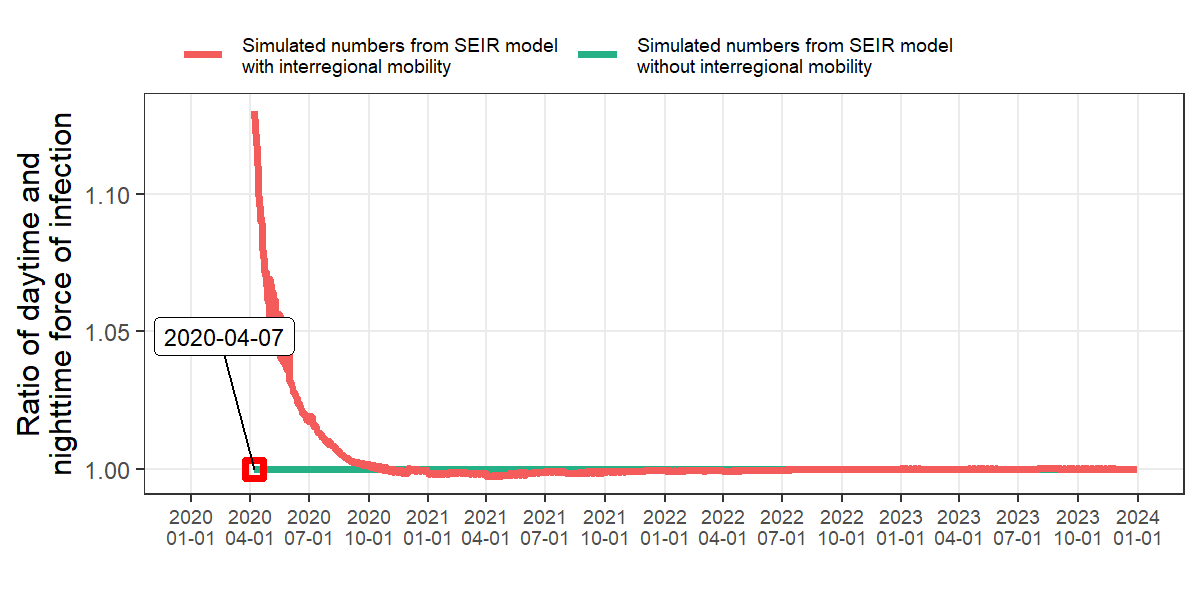 Simulated numbers from SEIR model
with interregional mobility
Simulated numbers from SEIR model
without interregional mobility
Ratio of daytime and
nighttime force of infection
1.10
1.05
1.00
2020-04-07
2020 2020 2020 2020 2021 2021 2021 2021 2022 2022 2022 2022 2023 2023 2023 2023 2024
01-01 04-01 07-01 10-01 01-01 04-01 07-01 10-01 01-01 04-01 07-01 10-01 01-01 04-01 07-01 10-01 01-01